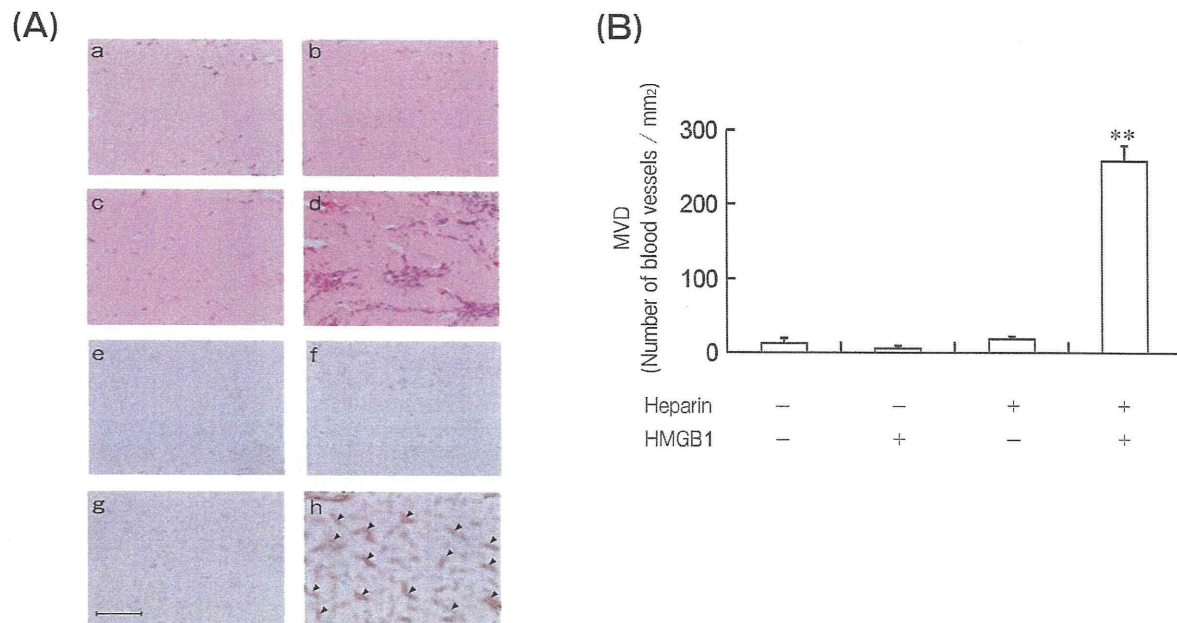 (A)
a
b
c
d
e
f
g
h
(B)
MVD
(Number of blood vessels / mm2)
300
200
100
0
**
Heparin − − + +
HMGB1 − + − +